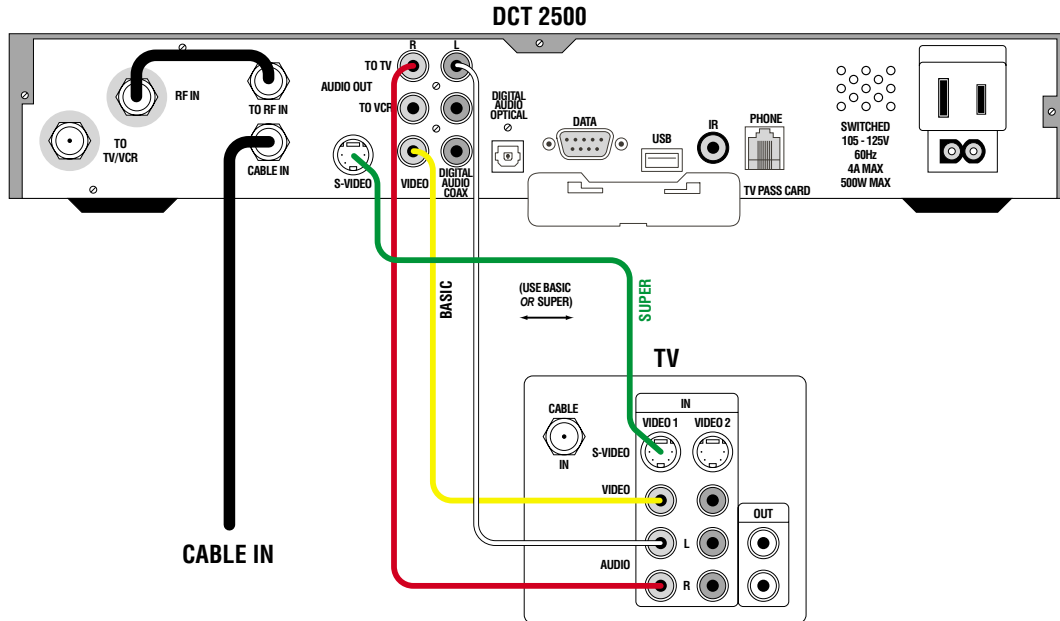 DCT 2500
R
L
TO TV
RF IN
TO RF IN
AUDIO OUT
TO VCR
TO
TV/VCR
CABLE IN
S-VIDEO
VIDEO
DIGITAL
AUDIO
COAX
DIGITAL
AUDIO
OPTICAL
DATA
USB
IR
PHONE
TV PASS CARD
SWITCHED
105 - 125V
60Hz
4A MAX
500W MAX
BASIC
(USE BASIC
OR SUPER)
SUPER
TV
CABLE
IN
IN
VIDEO 1
VIDEO 2
S-VIDEO
VIDEO
AUDIO
L
R
OUT
CABLE IN